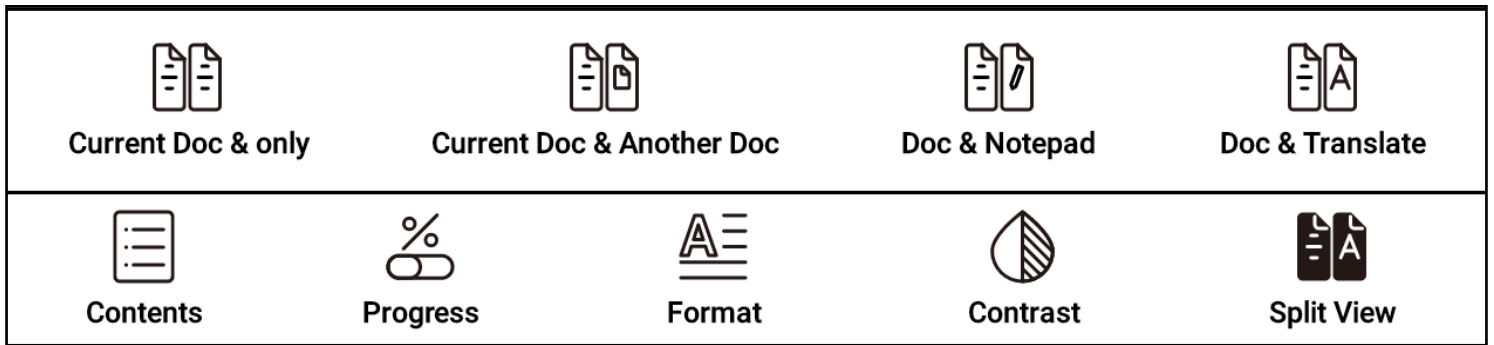 Current Doc & only
Current Doc & Another Doc
Doc & Notepad
Doc & Translate
Contents
Progress
Format
Contrast
Split View